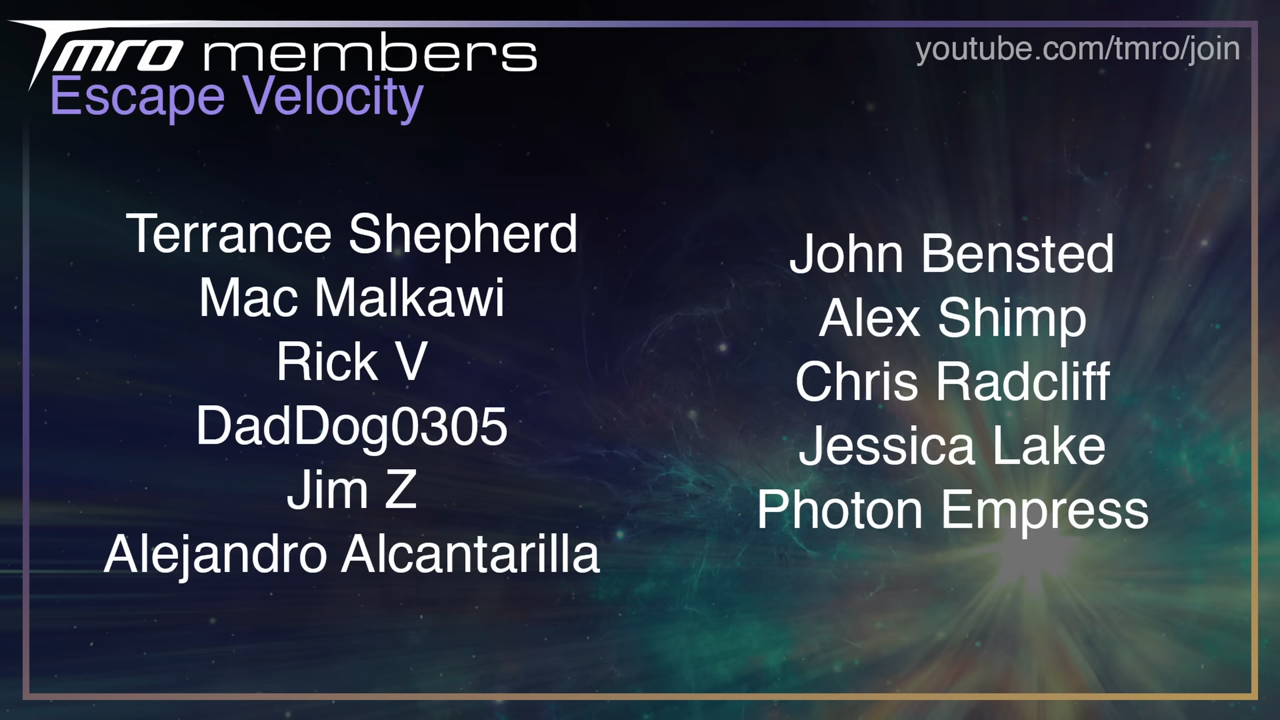 Tmro members
youtube.com/tmro/join
Escape Velocity
Terrance Shepherd
Mac Malkawi
Rick V
DadDog0305
Jim Z
Alejandro Alcantarilla
John Bensted
Alex Shimp
Chris Radcliff
Jessica Lake
Photon Empress